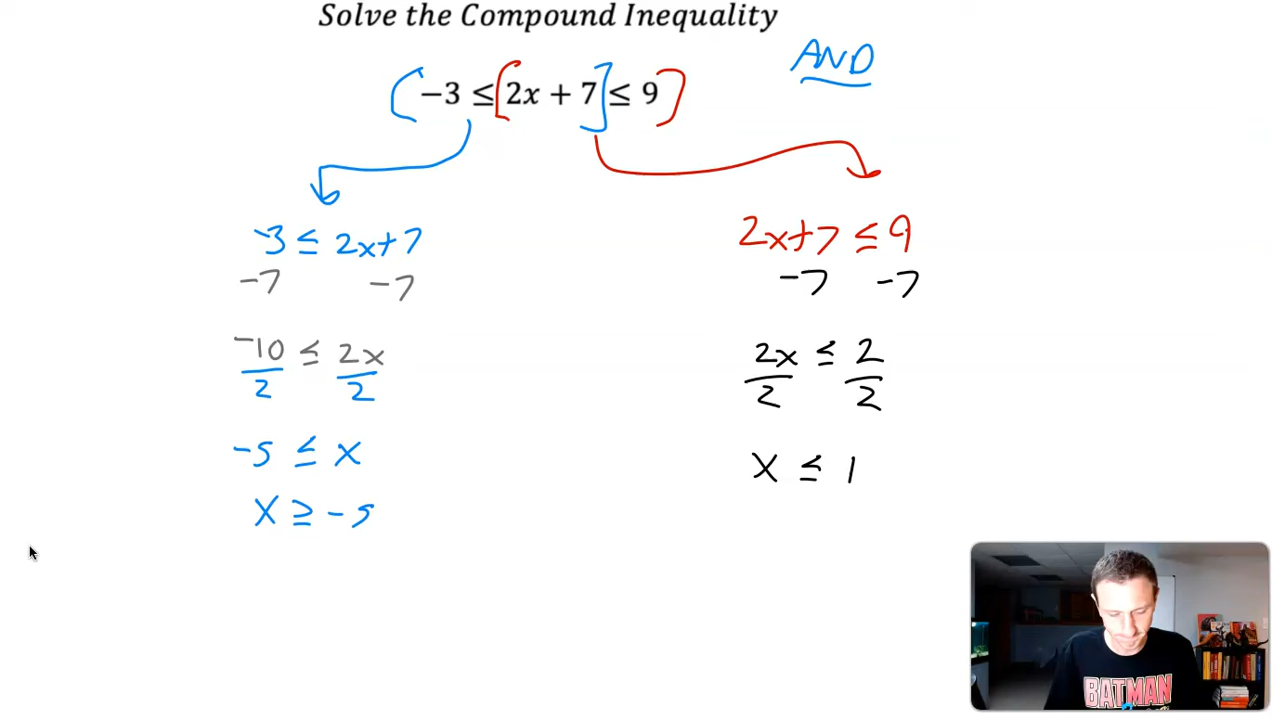 Solve the Compound Inequality
AND
−3 ≤ 2x + 7 ≤ 9
-3 ≤ 2x+7
2x+7 ≤ 9
-7 -7
-7 -7
-10 ≤ 2x
2x ≤ 2
2 2
2 2
-5 ≤ x
x ≤ 1
x ≥ -5
BATMAN